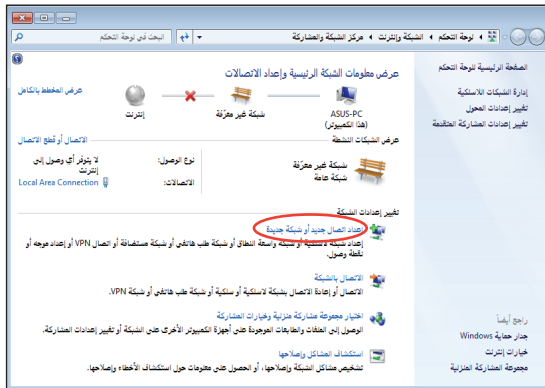 لوحة التحكم ◂ الشبكة وإنترنت ◂ مركز الشبكة والمشاركة
البحث في لوحة التحكم
الصفحة الرئيسية للوحة التحكم
إدارة الشبكات اللاسلكية
تغيير إعدادات المحول
تغيير إعدادات المشاركة المتقدمة
عرض معلومات الشبكة الرئيسية وإعداد الاتصالات
عرض المخطط بالكامل
ASUS-PC
(هذا الكمبيوتر)
شبكة غير معرّفة
إنترنت
عرض الشبكات النشطة
الاتصال أو قطع الاتصال
شبكة غير معرّفة
شبكة عامة
نوع الوصول:
لا يتوفر أي وصول إلى
إنترنت
الاتصالات:
Local Area Connection
تغيير إعدادات الشبكة
إعداد اتصال جديد أو شبكة جديدة
إعداد شبكة لاسلكية أو شبكة واسعة النطاق أو شبكة طلب هاتفي أو شبكة مستضافة أو اتصال VPN أو إعداد موجه أو
نقطة وصول.
الاتصال بالشبكة
الاتصال أو إعادة الاتصال بشبكة لاسلكية أو سلكية أو شبكة طلب هاتفي أو شبكة VPN.
اختيار مجموعة مشاركة منزلية وخيارات المشاركة
الوصول إلى الملفات والطابعات الموجودة على أجهزة الكمبيوتر الأخرى على الشبكة أو تغيير إعدادات المشاركة.
استكشاف المشاكل وإصلاحها
تشخيص مشاكل الشبكة وإصلاحها، أو الحصول على معلومات حول استكشاف الأخطاء وإصلاحها.
راجع أيضاً
جدار حماية Windows
خيارات إنترنت
مجموعة المشاركة المنزلية